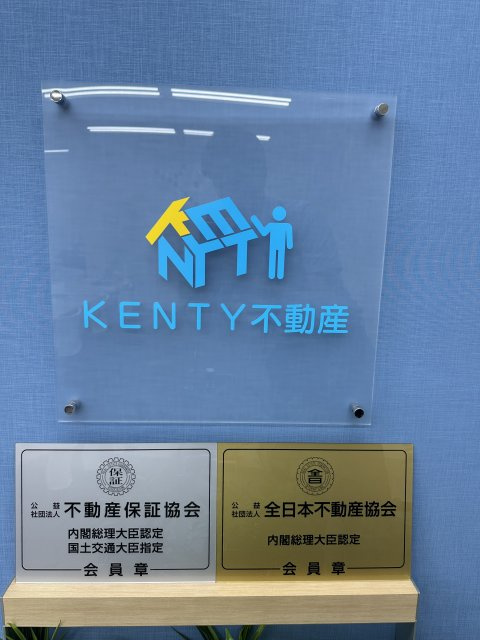 KENTY
KENTY不動産
保証
公益社団法人 不動産保証協会
内閣総理大臣認定
国土交通大臣指定
会員章
全日
公益社団法人 全日本不動産協会
内閣総理大臣認定
会員章